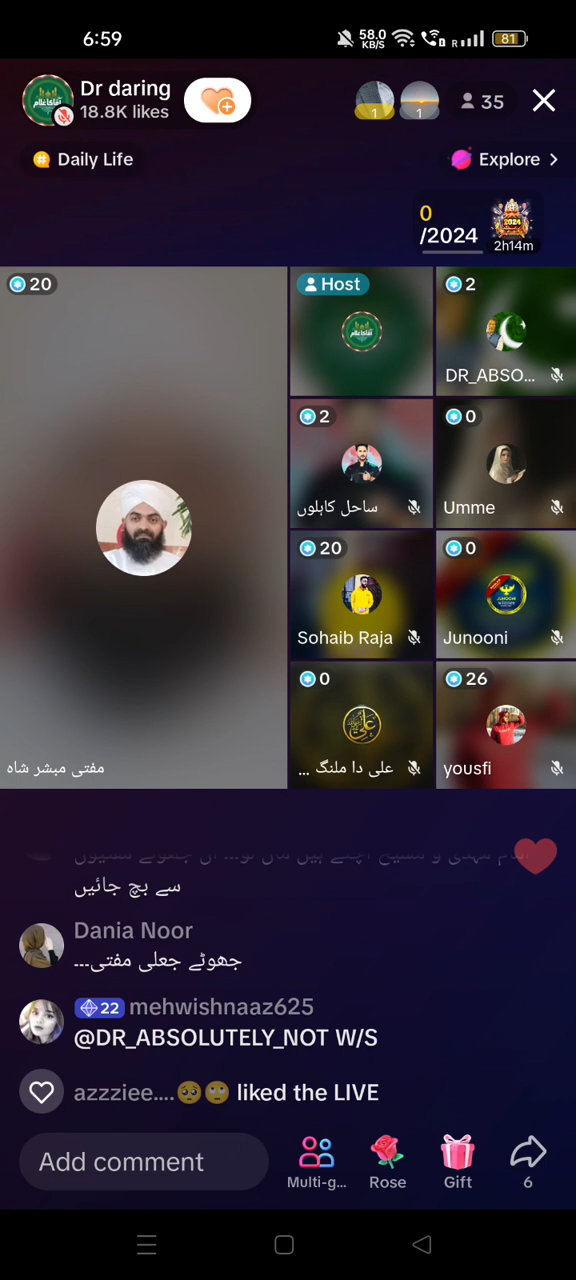 6:59
58.0
KB/S
R
81
Dr daring
18.8K likes
1
1
35
Daily Life
Explore
0
/2024
2024
2h14m
20
مفتی مبشر شاہ
Host
2
DR_ABSO...
2
ساحل کاہلوں
0
Umme
20
Sohaib Raja
0
Junooni
0
علی دا ملنگ ...
26
yousfi
سے بچ جائیں
Dania Noor
جھوٹے جعلی مفتی...
22 mehwishnaaz625
@DR_ABSOLUTELY_NOT W/S
azzziee....🥺🙄 liked the LIVE
Add comment
Multi-g...
Rose
Gift
6